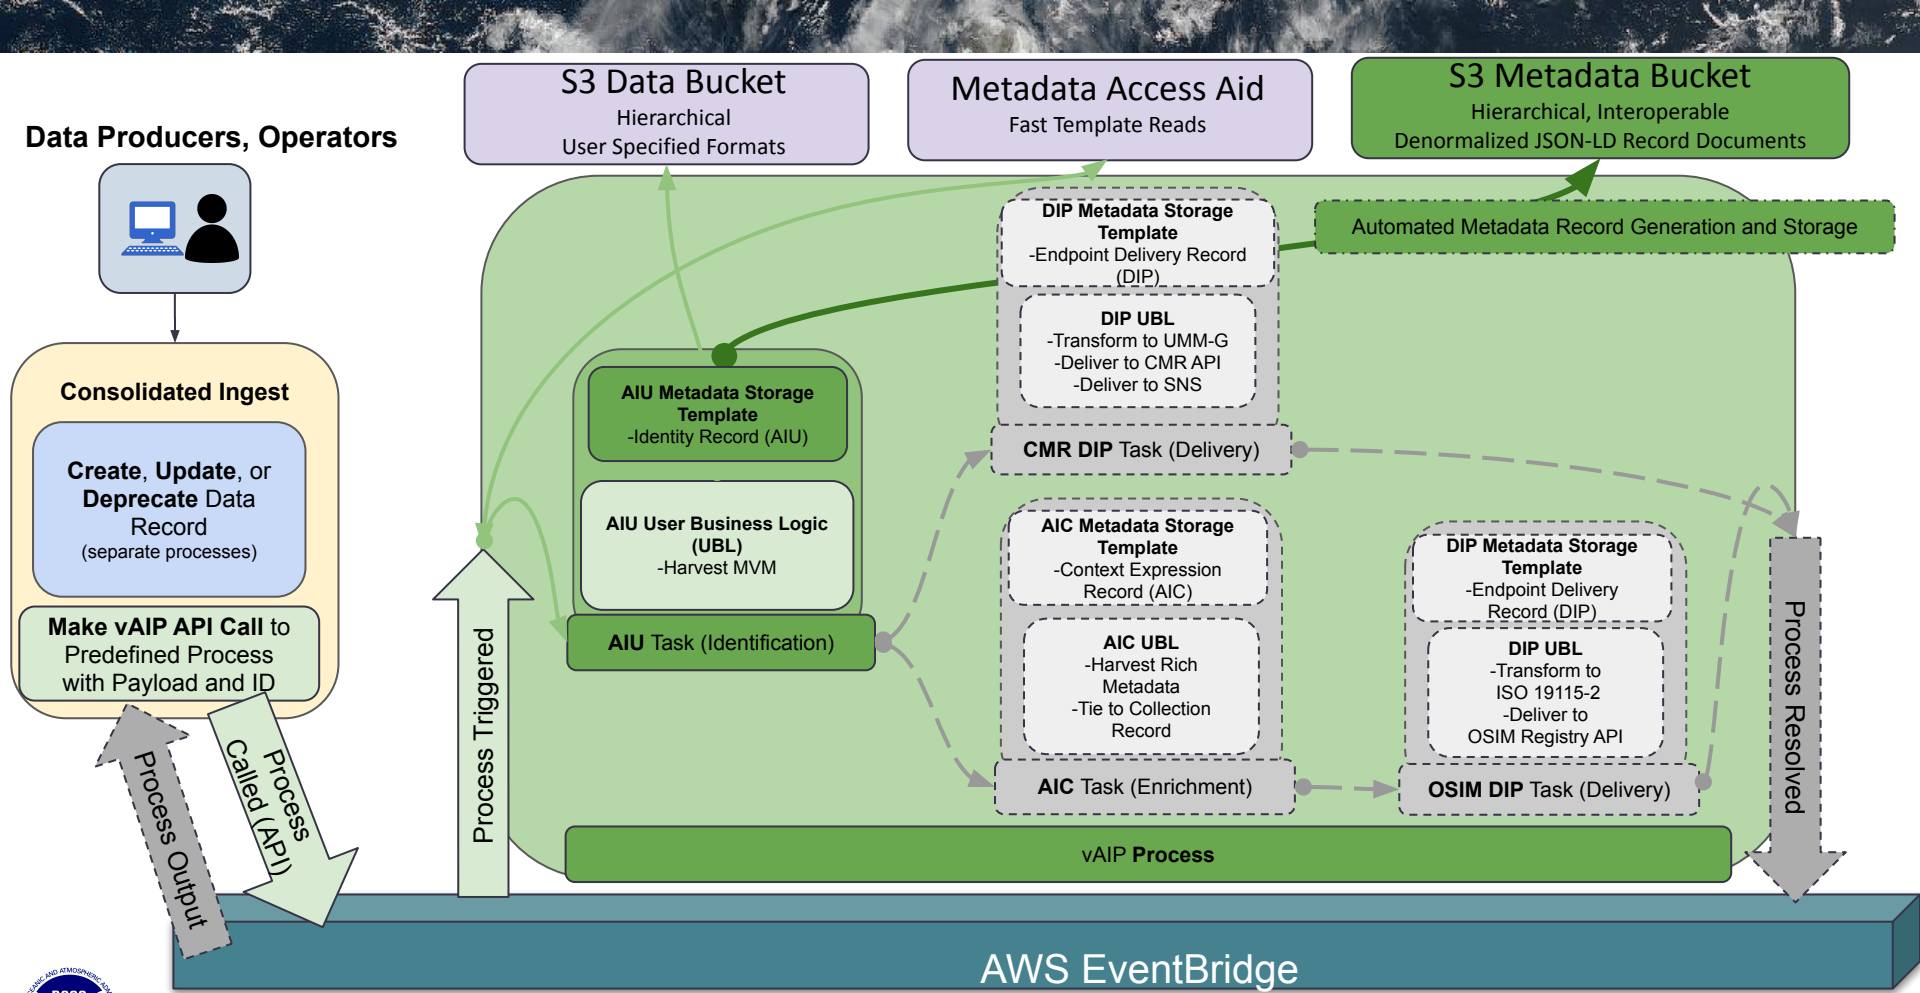 S3 Data Bucket
Hierarchical
User Specified Formats
Metadata Access Aid
Fast Template Reads
S3 Metadata Bucket
Hierarchical, Interoperable
Denormalized JSON-LD Record Documents
Data Producers, Operators
Consolidated Ingest
Create, Update, or
Deprecate Data
Record
(separate processes)
Make vAIP API Call to
Predefined Process
with Payload and ID
Process Output
Process
Called (API)
Process Triggered
AIU Metadata Storage
Template
-Identity Record (AIU)
AIU User Business Logic
(UBL)
-Harvest MVM
AIU Task (Identification)
DIP Metadata Storage
Template
-Endpoint Delivery Record
(DIP)
DIP UBL
-Transform to UMM-G
-Deliver to CMR API
-Deliver to SNS
CMR DIP Task (Delivery)
AIC Metadata Storage
Template
-Context Expression
Record (AIC)
AIC UBL
-Harvest Rich
Metadata
-Tie to Collection
Record
AIC Task (Enrichment)
Automated Metadata Record Generation and Storage
DIP Metadata Storage
Template
-Endpoint Delivery
Record (DIP)
DIP UBL
-Transform to
ISO 19115-2
-Deliver to
OSIM Registry API
OSIM DIP Task (Delivery)
Process Resolved
vAIP Process
AWS EventBridge